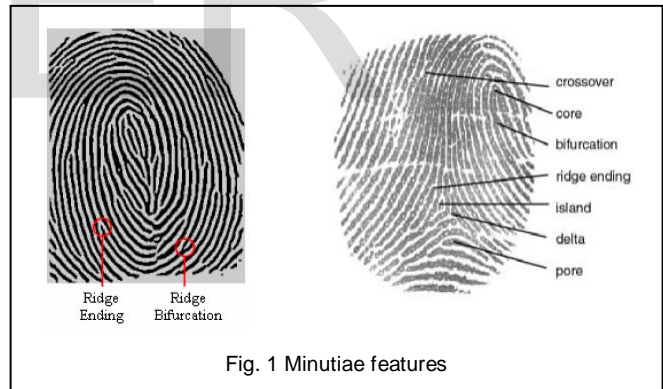 crossover
core
bifurcation
ridge ending
island
delta
pore
Ridge
Ending
Ridge
Bifurcation
Fig. 1 Minutiae features